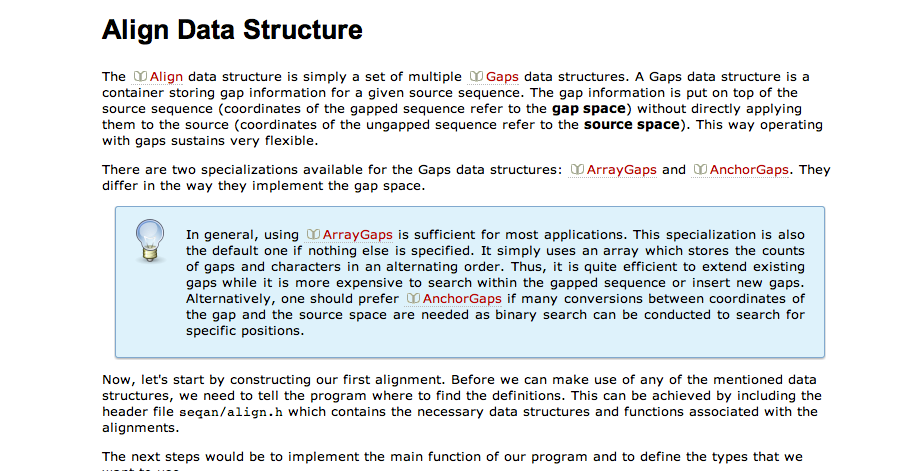 Align Data Structure
The Align data structure is simply a set of multiple Gaps data structures. A Gaps data structure is a
container storing gap information for a given source sequence. The gap information is put on top of the
source sequence (coordinates of the gapped sequence refer to the gap space) without directly applying
them to the source (coordinates of the ungapped sequence refer to the source space). This way operating
with gaps sustains very flexible.
There are two specializations available for the Gaps data structures: ArrayGaps and AnchorGaps. They
differ in the way they implement the gap space.
In general, using ArrayGaps is sufficient for most applications. This specialization is also
the default one if nothing else is specified. It simply uses an array which stores the counts
of gaps and characters in an alternating order. Thus, it is quite efficient to extend existing
gaps while it is more expensive to search within the gapped sequence or insert new gaps.
Alternatively, one should prefer AnchorGaps if many conversions between coordinates of
the gap and the source space are needed as binary search can be conducted to search for
specific positions.
Now, let's start by constructing our first alignment. Before we can make use of any of the mentioned data
structures, we need to tell the program where to find the definitions. This can be achieved by including the
header file seqan/align.h which contains the necessary data structures and functions associated with the
alignments.
The next steps would be to implement the main function of our program and to define the types that we
want to use